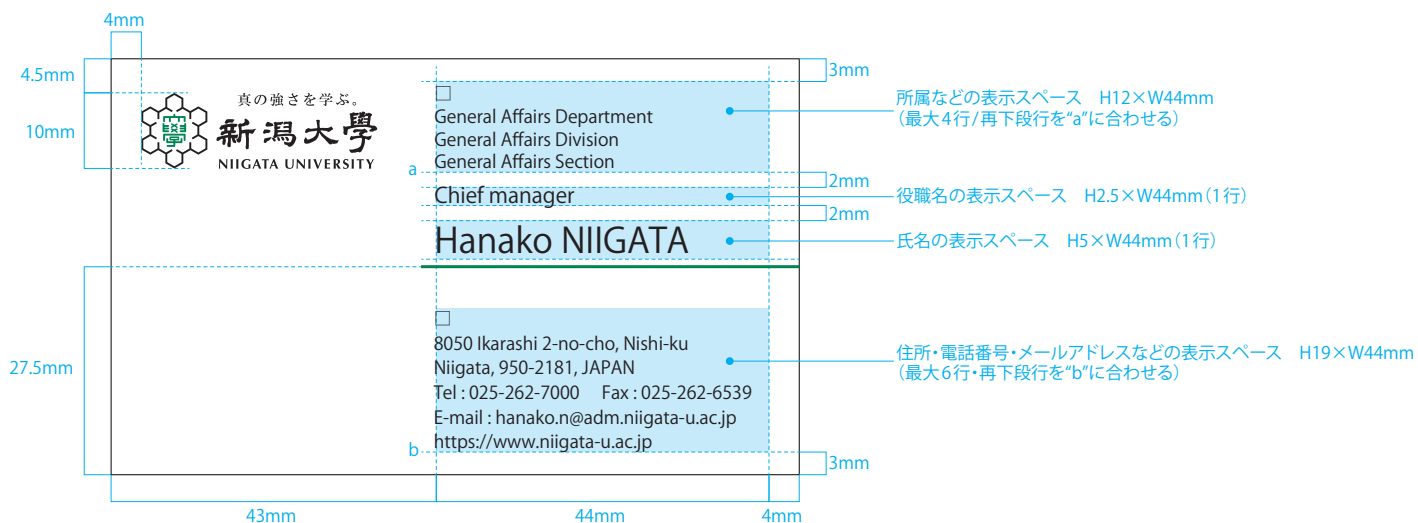 4mm
4.5mm
10mm
27.5mm
真の強さを学ぶ。
新潟大學
NIIGATA UNIVERSITY
a
□
General Affairs Department
General Affairs Division
General Affairs Section
Chief manager
Hanako NIIGATA
□
8050 Ikarashi 2-no-cho, Nishi-ku
Niigata, 950-2181, JAPAN
Tel : 025-262-7000 Fax : 025-262-6539
E-mail : hanako.n@adm.niigata-u.ac.jp
https://www.niigata-u.ac.jp
b
3mm
2mm
2mm
3mm
所属などの表示スペース H12×W44mm
（最大4行/再下段行を“a”に合わせる）
役職名の表示スペース H2.5×W44mm（1行）
氏名の表示スペース H5×W44mm（1行）
住所・電話番号・メールアドレスなどの表示スペース H19×W44mm
（最大6行・再下段行を“b”に合わせる）
43mm
44mm
4mm